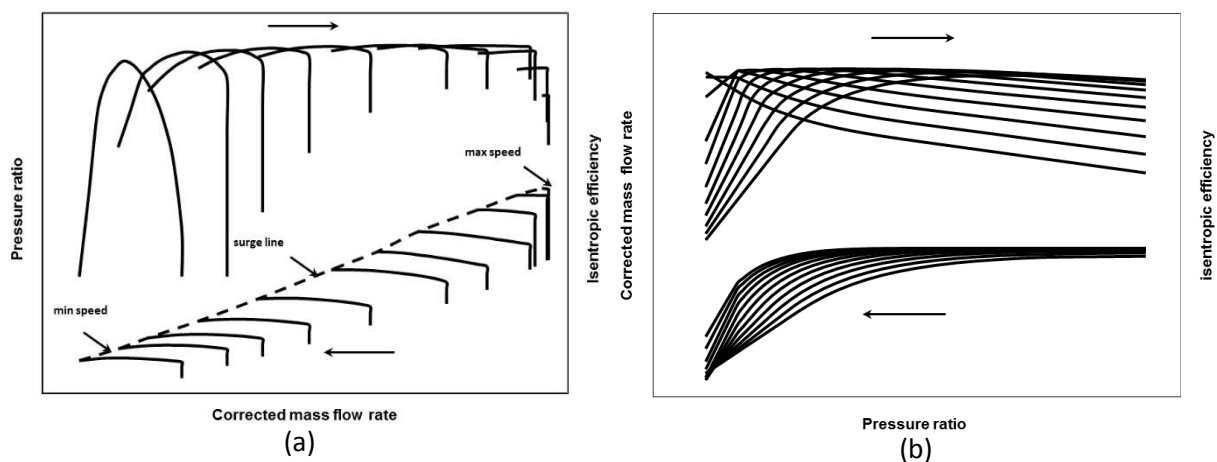 Pressure ratio
max speed
surge line
min speed
Isentropic efficiency
Corrected mass flow rate
(a)
Corrected mass flow rate
isentropic efficiency
Pressure ratio
(b)